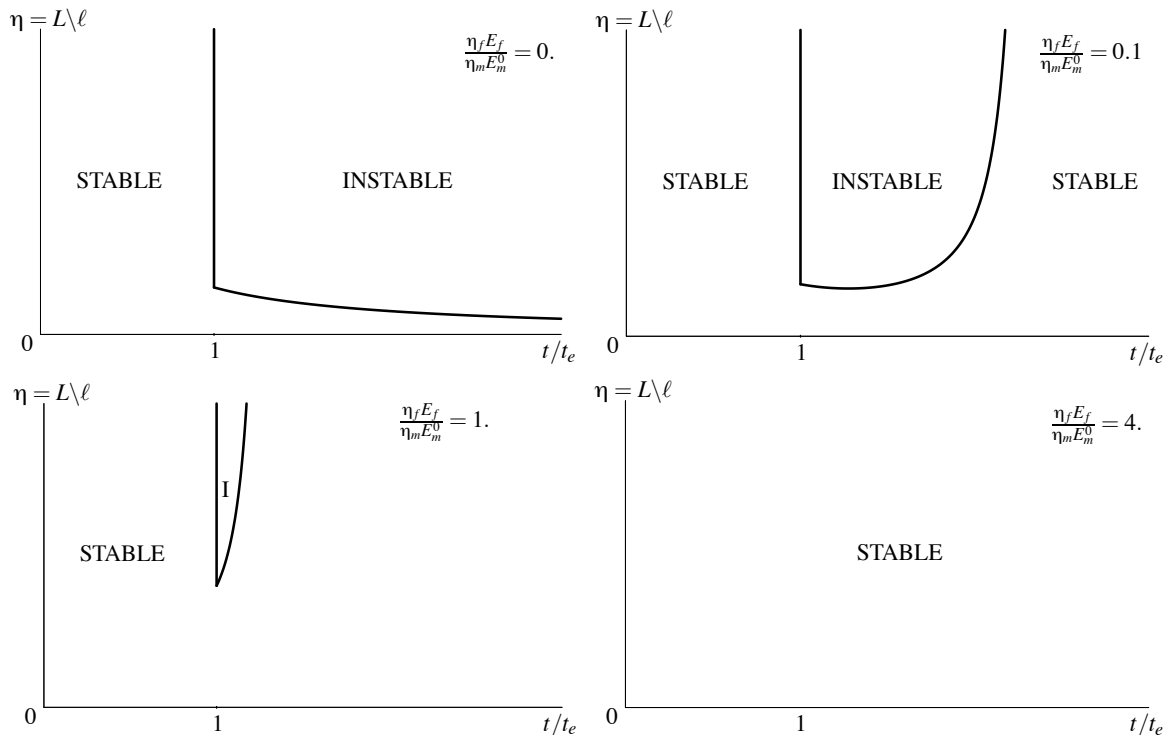 η = L\ℓ
η_f E_f / η_m E_m^0 = 0.
STABLE
INSTABLE
0
1
t/t_e
η = L\ℓ
η_f E_f / η_m E_m^0 = 0.1
STABLE
INSTABLE
STABLE
0
1
t/t_e
η = L\ℓ
η_f E_f / η_m E_m^0 = 1.
I
STABLE
0
1
t/t_e
η = L\ℓ
η_f E_f / η_m E_m^0 = 4.
STABLE
0
1
t/t_e